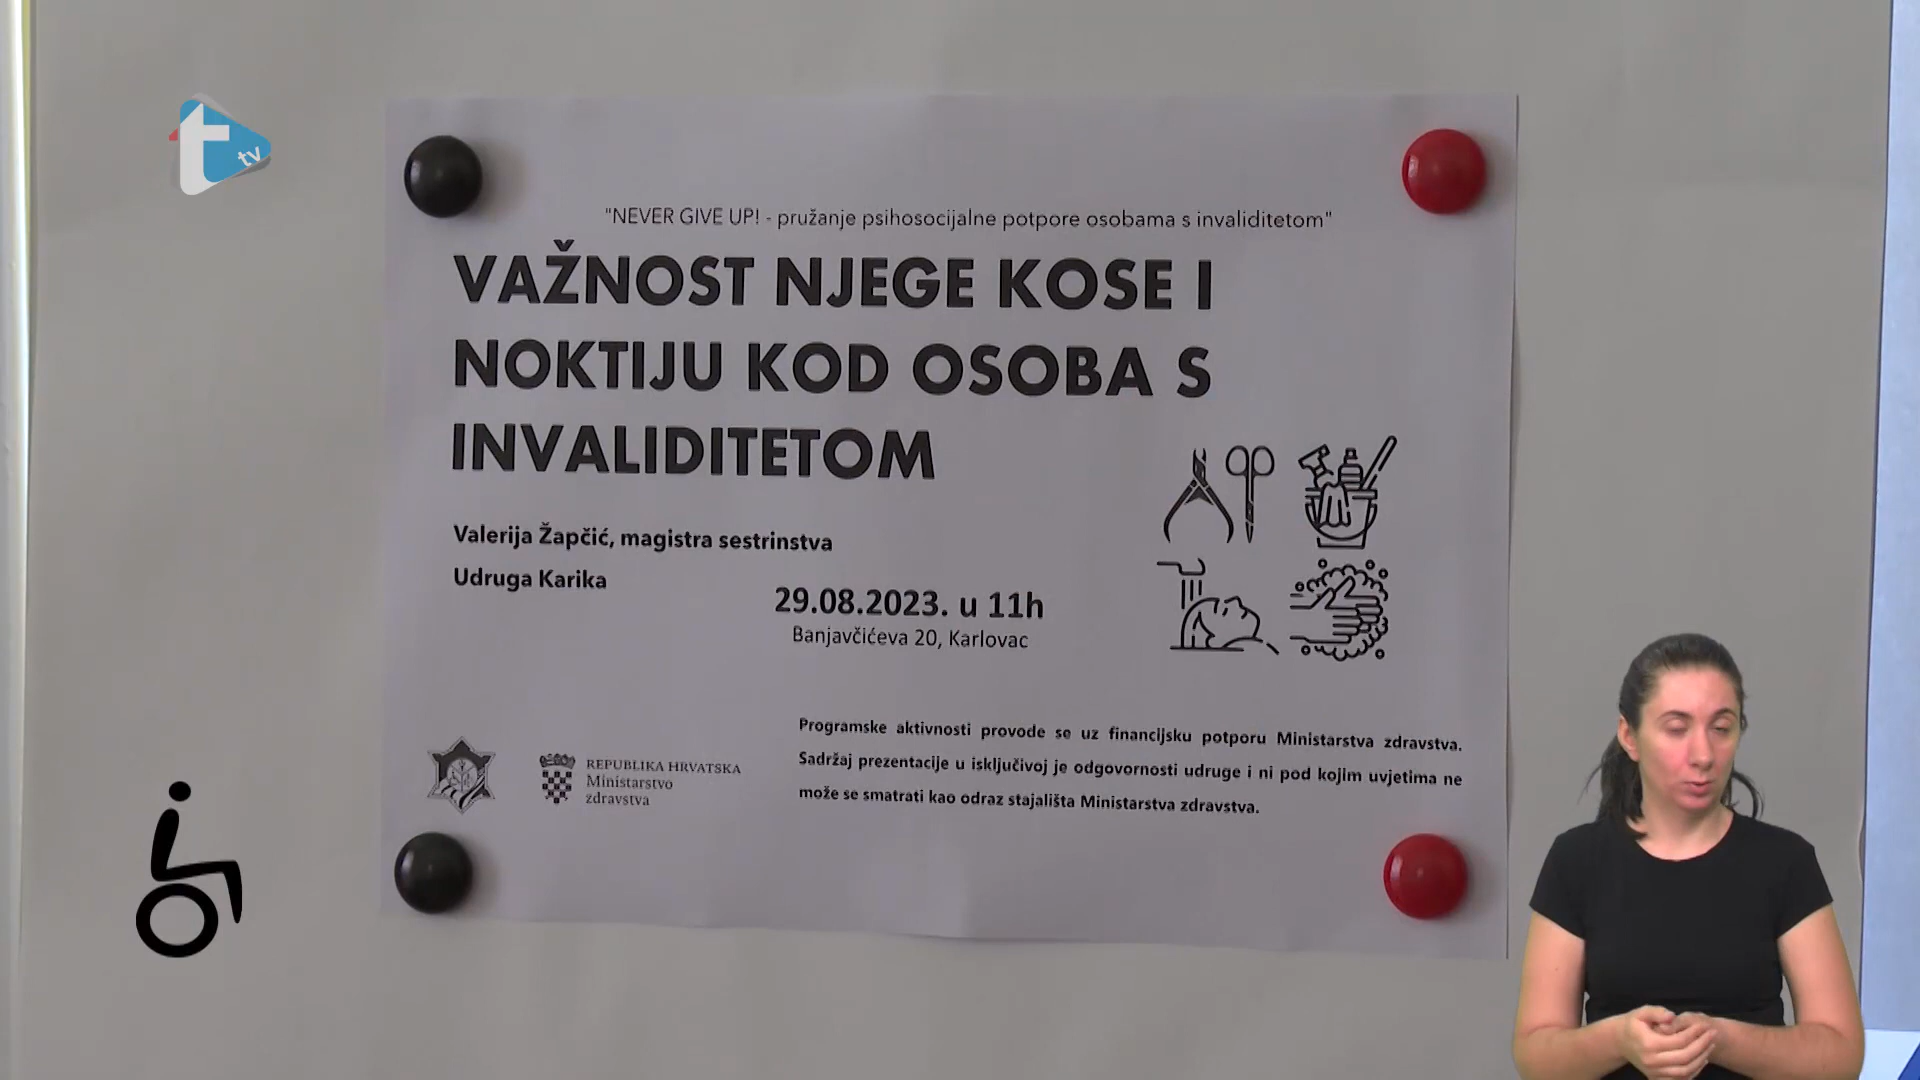 t tv
"NEVER GIVE UP! - pružanje psihosocijalne potpore osobama s invaliditetom"
VAŽNOST NJEGE KOSE I
NOKTIJU KOD OSOBA S
INVALIDITETOM
Valerija Žapčić, magistra sestrinstva
Udruga Karika
29.08.2023. u 11h
Banjavčićeva 20, Karlovac
REPUBLIKA HRVATSKA
Ministarstvo
zdravstva
Programske aktivnosti provode se uz financijsku potporu Ministarstva zdravstva.
Sadržaj prezentacije u isključivoj je odgovornosti udruge i ni pod kojim uvjetima ne
može se smatrati kao odraz stajališta Ministarstva zdravstva.